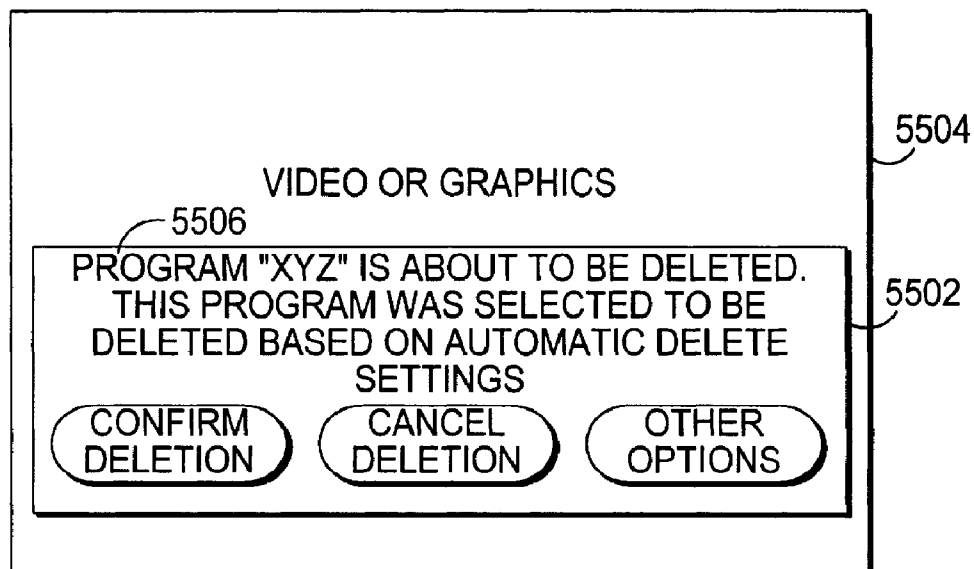 5504
VIDEO OR GRAPHICS
5506
PROGRAM "XYZ" IS ABOUT TO BE DELETED.
THIS PROGRAM WAS SELECTED TO BE
DELETED BASED ON AUTOMATIC DELETE
SETTINGS
5502
CONFIRM
DELETION
CANCEL
DELETION
OTHER
OPTIONS